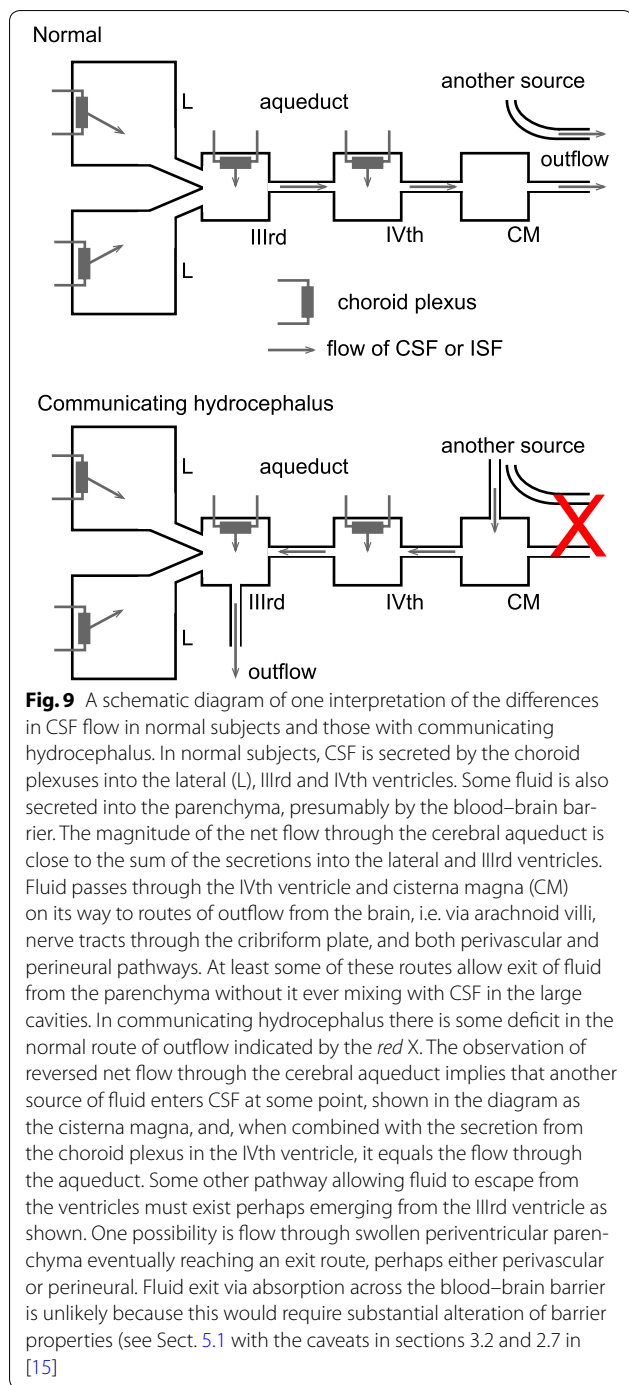 Normal
another source
L
aqueduct
outflow
IIIrd
IVth
CM
L
choroid plexus
flow of CSF or ISF
Communicating hydrocephalus
another source
L
aqueduct
X
IIIrd
IVth
CM
L
outflow
Fig. 9 A schematic diagram of one interpretation of the differences
in CSF flow in normal subjects and those with communicating
hydrocephalus. In normal subjects, CSF is secreted by the choroid
plexuses into the lateral (L), IIIrd and IVth ventricles. Some fluid is also
secreted into the parenchyma, presumably by the blood–brain bar-
rier. The magnitude of the net flow through the cerebral aqueduct is
close to the sum of the secretions into the lateral and IIIrd ventricles.
Fluid passes through the IVth ventricle and cisterna magna (CM)
on its way to routes of outflow from the brain, i.e. via arachnoid villi,
nerve tracts through the cribriform plate, and both perivascular and
perineural pathways. At least some of these routes allow exit of fluid
from the parenchyma without it ever mixing with CSF in the large
cavities. In communicating hydrocephalus there is some deficit in the
normal route of outflow indicated by the red X. The observation of
reversed net flow through the cerebral aqueduct implies that another
source of fluid enters CSF at some point, shown in the diagram as
the cisterna magna, and, when combined with the secretion from
the choroid plexus in the IVth ventricle, it equals the flow through
the aqueduct. Some other pathway allowing fluid to escape from
the ventricles must exist perhaps emerging from the IIIrd ventricle as
shown. One possibility is flow through swollen periventricular paren-
chyma eventually reaching an exit route, perhaps either perivascular
or perineural. Fluid exit via absorption across the blood–brain barrier
is unlikely because this would require substantial alteration of barrier
properties (see Sect. 5.1 with the caveats in sections 3.2 and 2.7 in
[15]